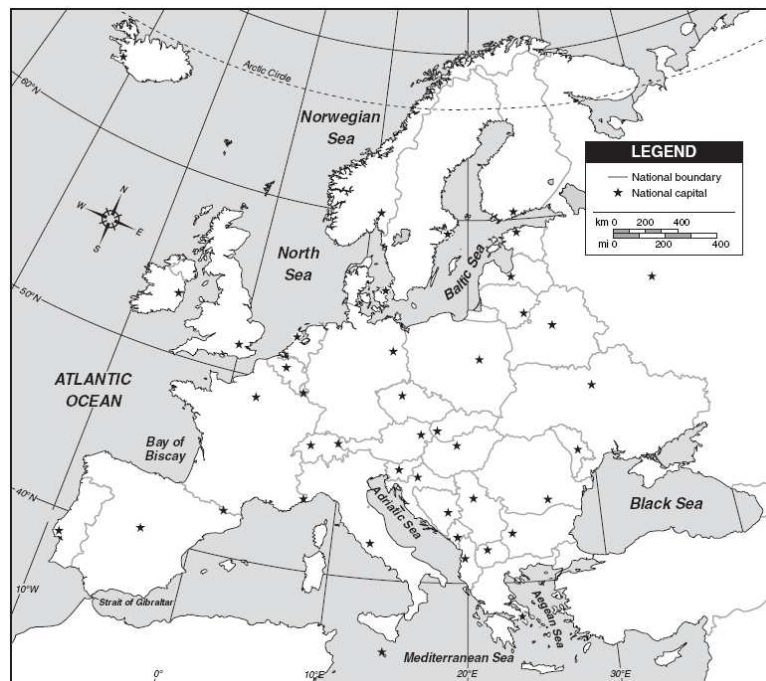 Arctic Circle
60°N
Norwegian
Sea
LEGEND
National boundary
National capital
km 0 200 400
mi 0 200 400
N
W
E
S
North
Sea
Baltic Sea
50°N
ATLANTIC
OCEAN
Bay of
Biscay
40°N
Adriatic Sea
Black Sea
10°W
Strait of Gibraltar
Aegean Sea
Mediterranean Sea
0°
10°E
20°E
30°E